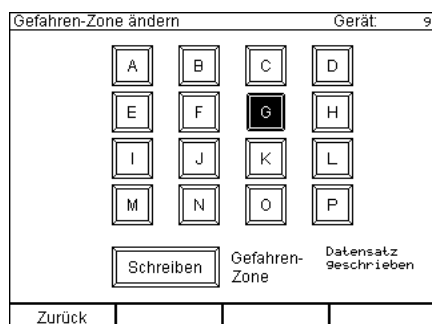 Gefahren-Zone ändern Gerät: 9
A B C D
E F G H
I J K L
M N O P
Schreiben
Gefahren-
Zone
Datensatz
geschrieben
Zurück